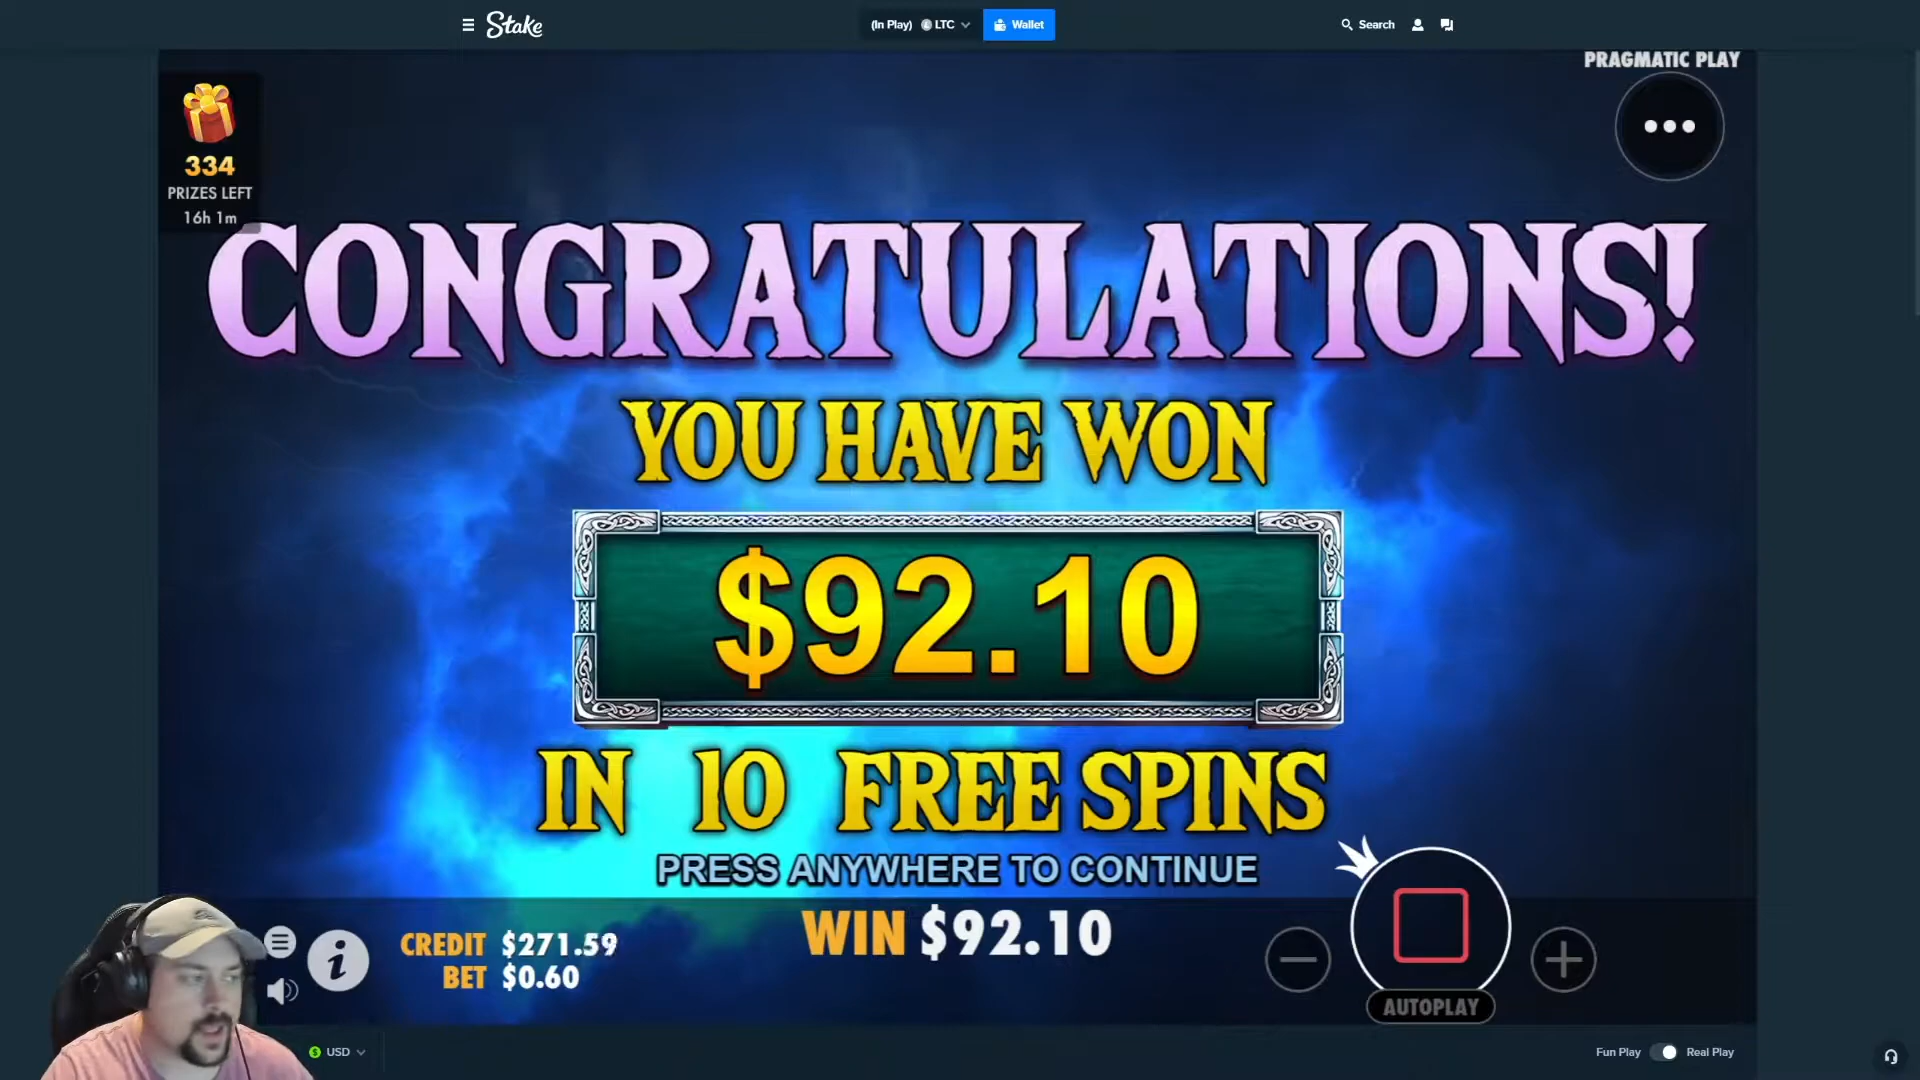 Stake
(In Play) LTC
Wallet
Search
PRAGMATIC PLAY
334
PRIZES LEFT
16h 1m
CONGRATULATIONS!
YOU HAVE WON
$92.10
IN 10 FREE SPINS
PRESS ANYWHERE TO CONTINUE
CREDIT $271.59
BET $0.60
WIN $92.10
AUTOPLAY
USD
Fun Play
Real Play